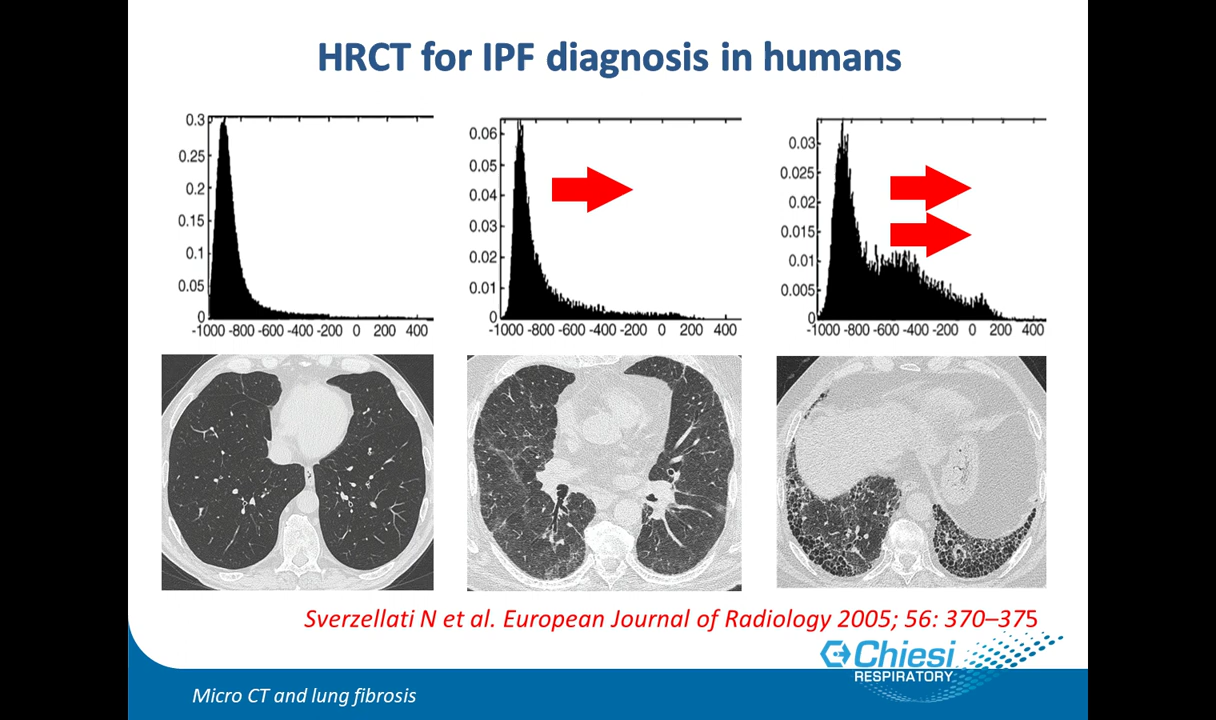 HRCT for IPF diagnosis in humans
0.3
0.25
0.2
0.15
0.1
0.05
0
-1000 -800 -600 -400 -200 0 200 400
0.06
0.05
0.04
0.03
0.02
0.01
0
-1000 -800 -600 -400 -200 0 200 400
0.03
0.025
0.02
0.015
0.01
0.005
0
-1000 -800 -600 -400 -200 0 200 400
Sverzellati N et al. European Journal of Radiology 2005; 56: 370–375
Chiesi
RESPIRATORY
Micro CT and lung fibrosis